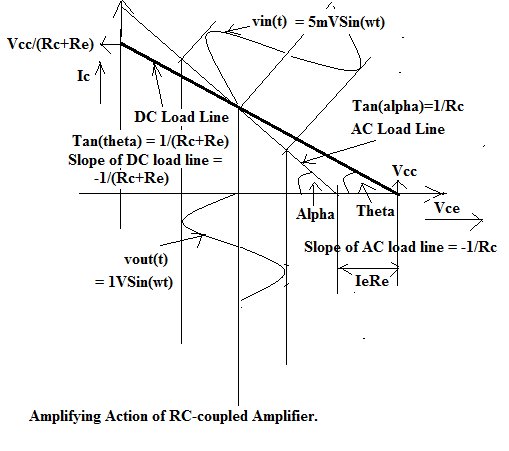 vin(t) = 5mVSin(wt)
Vcc/(Rc+Re)
Ic
DC Load Line
Tan(theta) = 1/(Rc+Re)
Slope of DC load line =
-1/(Rc+Re)
Tan(alpha)=1/Rc
AC Load Line
Vcc
Alpha
Theta
Vce
Slope of AC load line = -1/Rc
vout(t)
= 1VSin(wt)
IeRe
Amplifying Action of RC-coupled Amplifier.